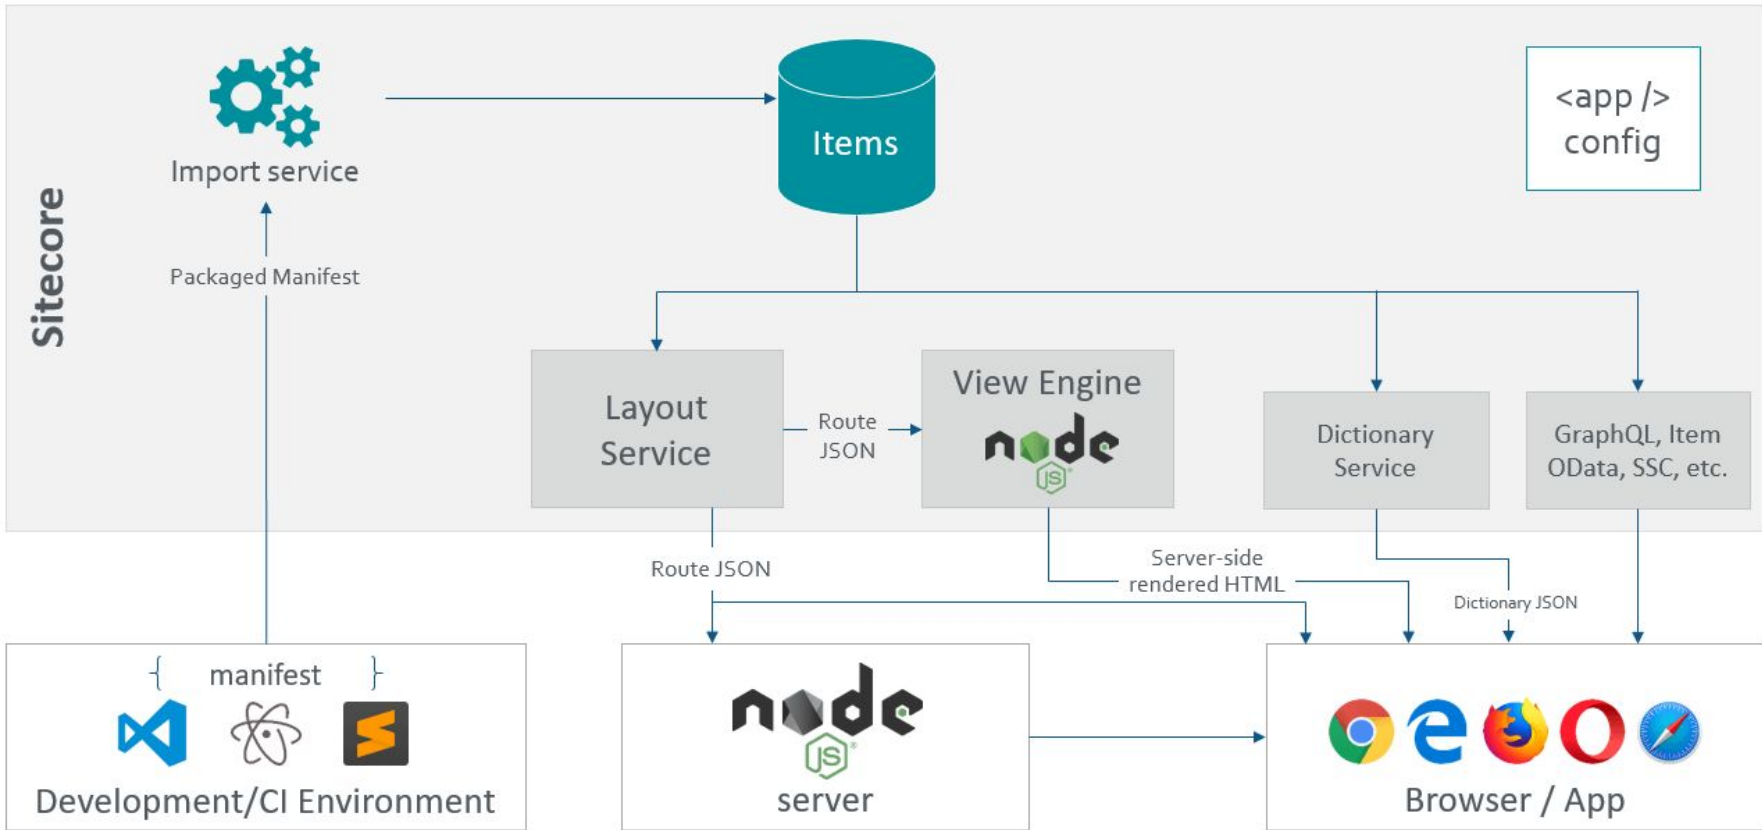 <app />
config
Import service
Items
Sitecore
Packaged Manifest
Layout
Service
Route
JSON
View Engine
node
JS
Dictionary
Service
GraphQL, Item
OData, SSC, etc.
Route JSON
Server-side
rendered HTML
Dictionary JSON
{ manifest }
Development/CI Environment
node
JS
server
Browser / App